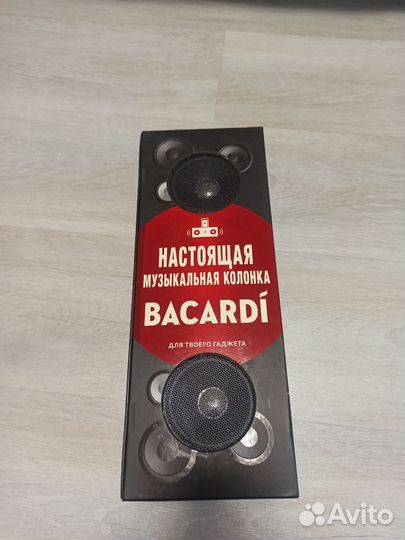 НАСТОЯЩАЯ
МУЗЫКАЛЬНАЯ КОЛОНКА
BACARDÍ
ДЛЯ ТВОЕГО ГАДЖЕТА
Avito